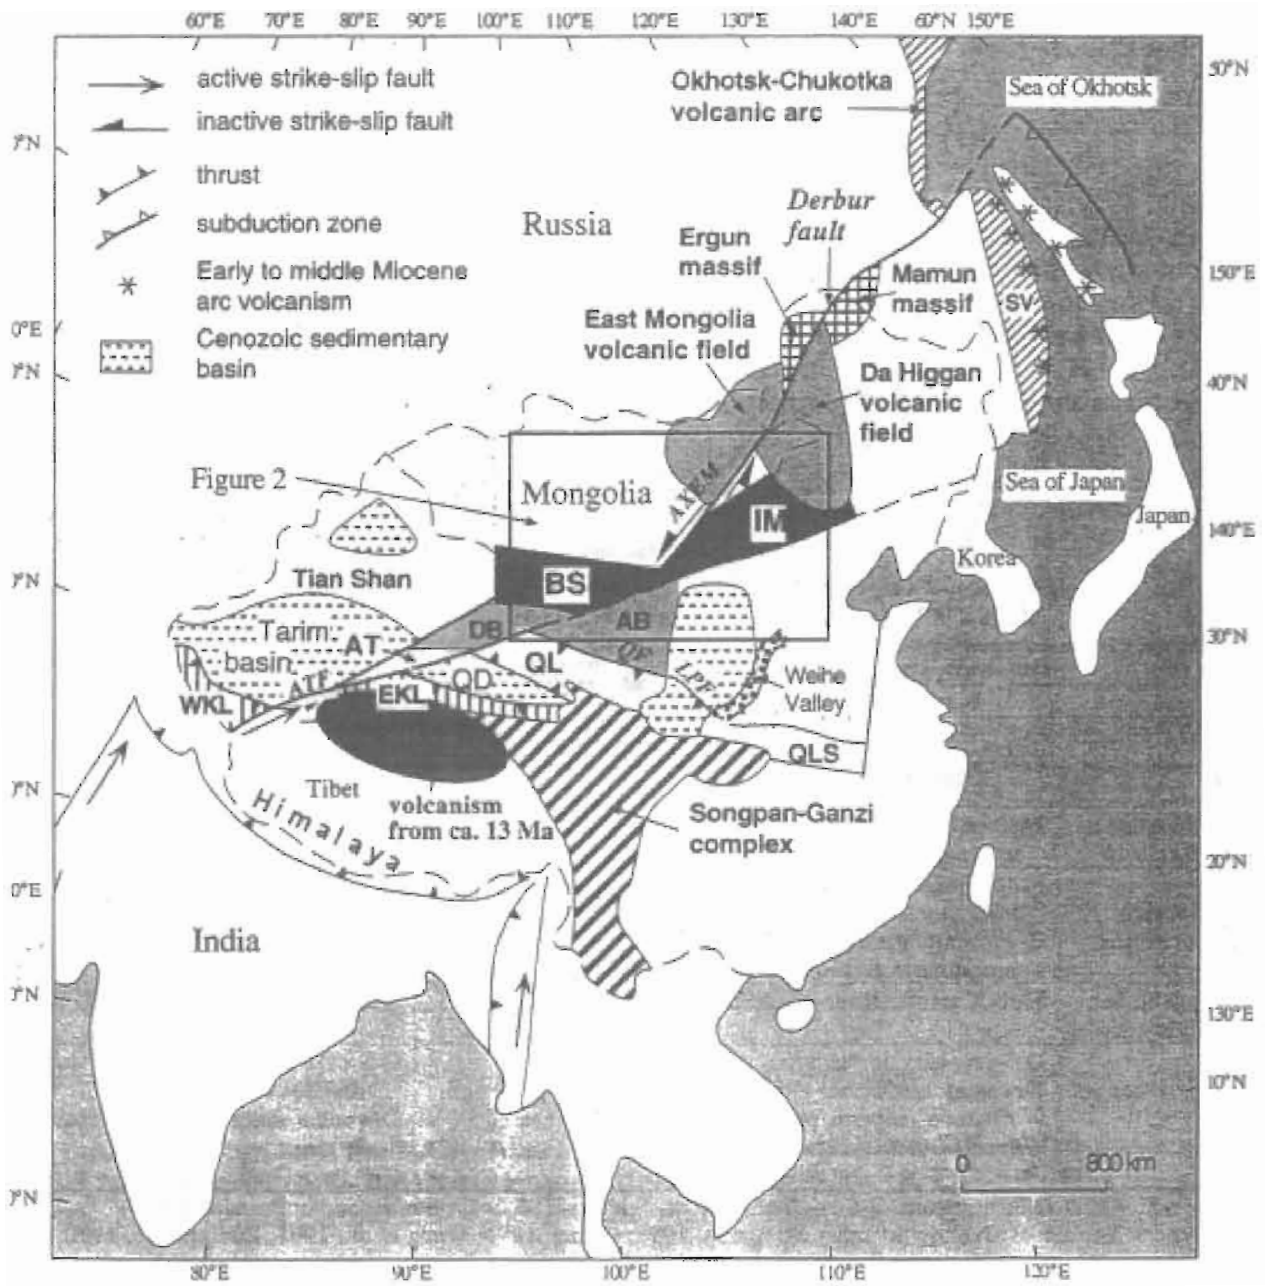 60°E 70°E 80°E 90°E 100°E 110°E 120°E 130°E 140°E 60°N 150°E
active strike-slip fault
inactive strike-slip fault
thrust
subduction zone
Early to middle Miocene
arc volcanism
Cenozoic sedimentary
basin
Okhotsk-Chukotka
volcanic arc
Sea of Okhotsk
50°N
)°N
Russia
Derbur
fault
Ergun
massif
Mamun
massif
SV
150°E
East Mongolia
volcanic field
0°E
)°N
Da Higgan
volcanic
field
40°N
Figure 2
Mongolia
AXEM
IM
Sea of Japan
Japan
140°E
Korea
Tian Shan
)°N
BS
DB
AB
30°N
Tarim
basin
AT
ATF
QL
QF
QD
LPF
WKL
EKL
Weihe
Valley
QLS
)°N
Tibet
volcanism
from ca. 13 Ma
Himalaya
Songpan-Ganzi
complex
20°N
0°E
India
)°N
130°E
10°N
0 800 km
)°N
80°E 90°E 100°E 110°E 120°E